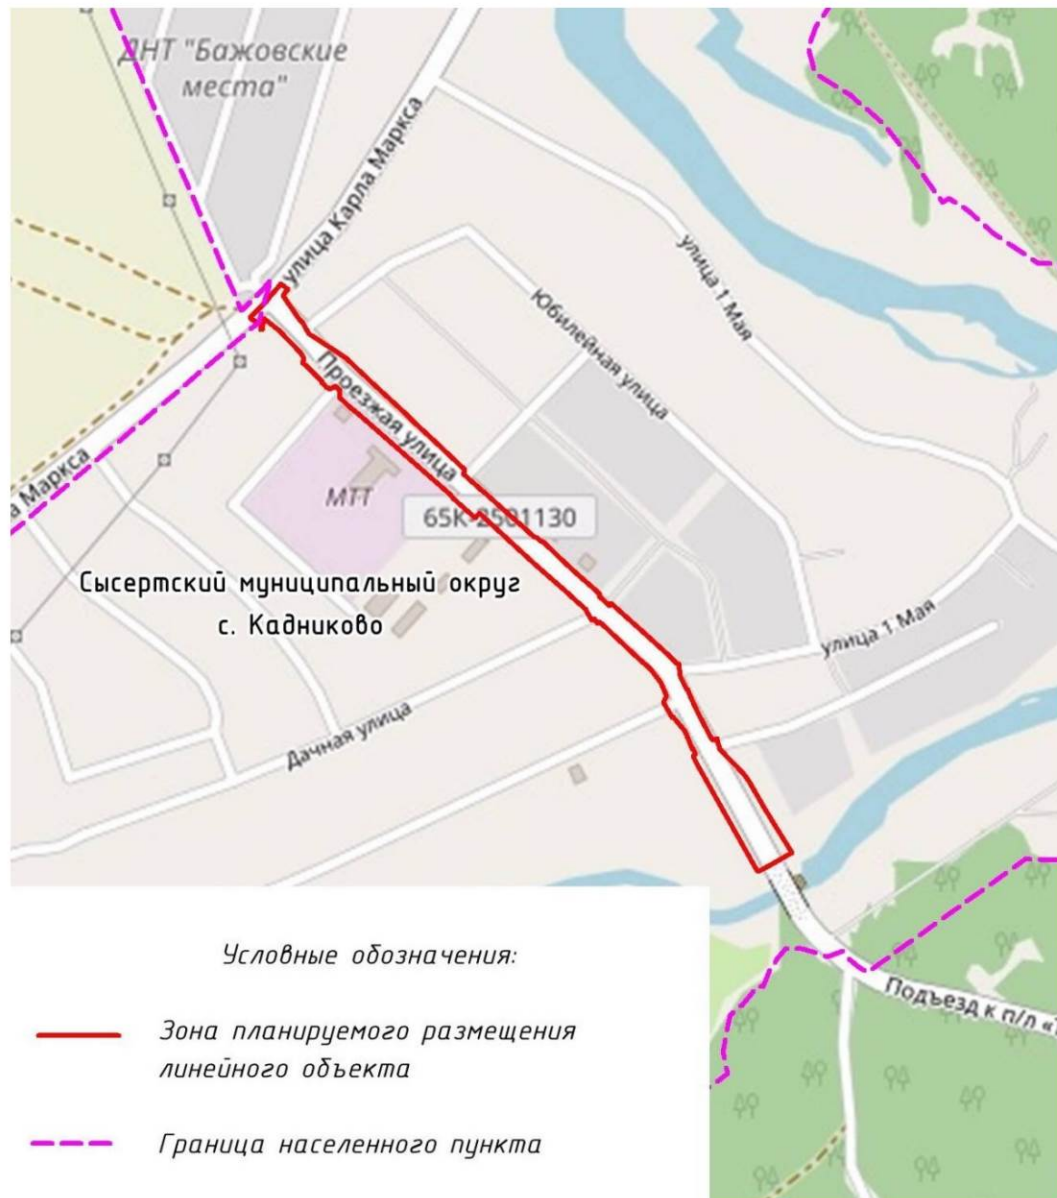 ДНТ "Бажовские
места"
улица Карла Маркса
улица 1 Мая
Юбилейная улица
Проезжая улица
а Маркса
МТТ
65К-2501130
Сысертский муниципальный округ
с. Кадниково
улица 1 Мая
Дачная улица
Подъезд к п/л «
Условные обозначения:
Зона планируемого размещения
линейного объекта
Граница населенного пункта